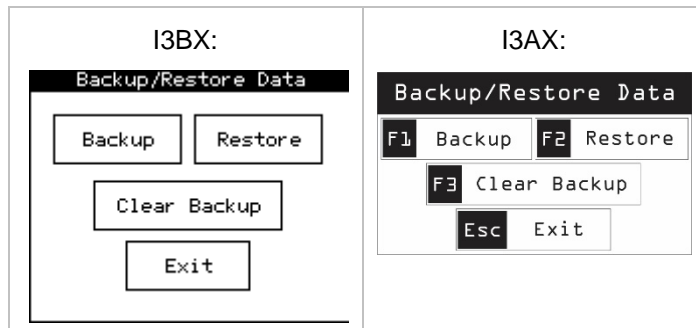 I3BX:
Backup/Restore Data
Backup Restore
Clear Backup
Exit
I3AX:
Backup/Restore Data
F1 Backup F2 Restore
F3 Clear Backup
Esc Exit